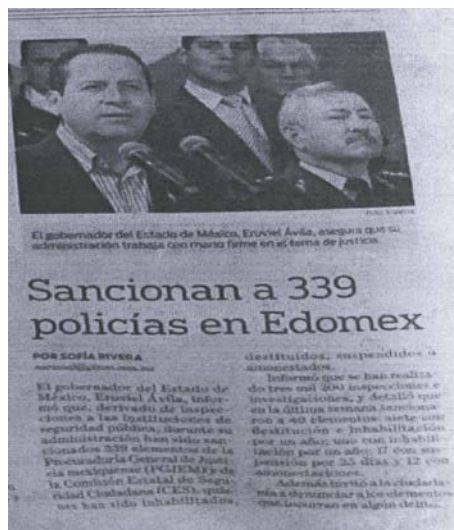 El gobernador del Estado de México, Eruviel Ávila, asegura que su
administración trabaja con mano firme en el tema de justicia.
Sancionan a 339
policías en Edomex
POR SOFÍA RIVERA
El gobernador del Estado de
México, Eruviel Ávila, infor-
mó que, derivado de inspec-
ciones a las instituciones de
seguridad pública, durante su
administración han sido san-
cionados 339 elementos de la
Procuraduría General de Justi-
cia mexiquense (PGJEM) y de
la Comisión Estatal de Segu-
ridad Ciudadana (CES), quie-
nes han sido inhabilitados,
destituidos, suspendidos o
amonestados.
Informó que se han realiza-
do tres mil 200 inspecciones e
investigaciones, y detalló que
en la última semana sanciona-
ron a 40 elementos: siete con
destitución e inhabilitación
por un año; uno con inhabili-
tación por un año; 17 con sus-
pensión por 25 días y 12 con
amonestaciones.
Además invitó a la ciudada-
nía a denunciar a los elementos
que incurran en algún